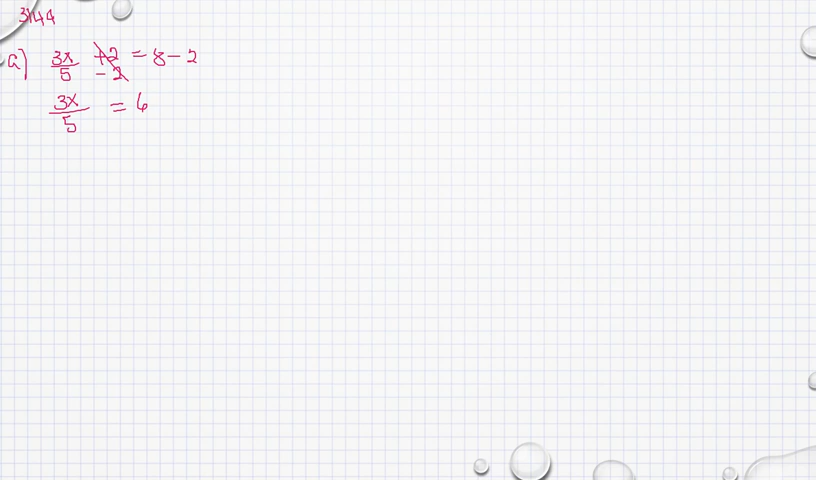 3144
a) 3x/5 +2 -2 = 8 - 2
3x/5 = 6